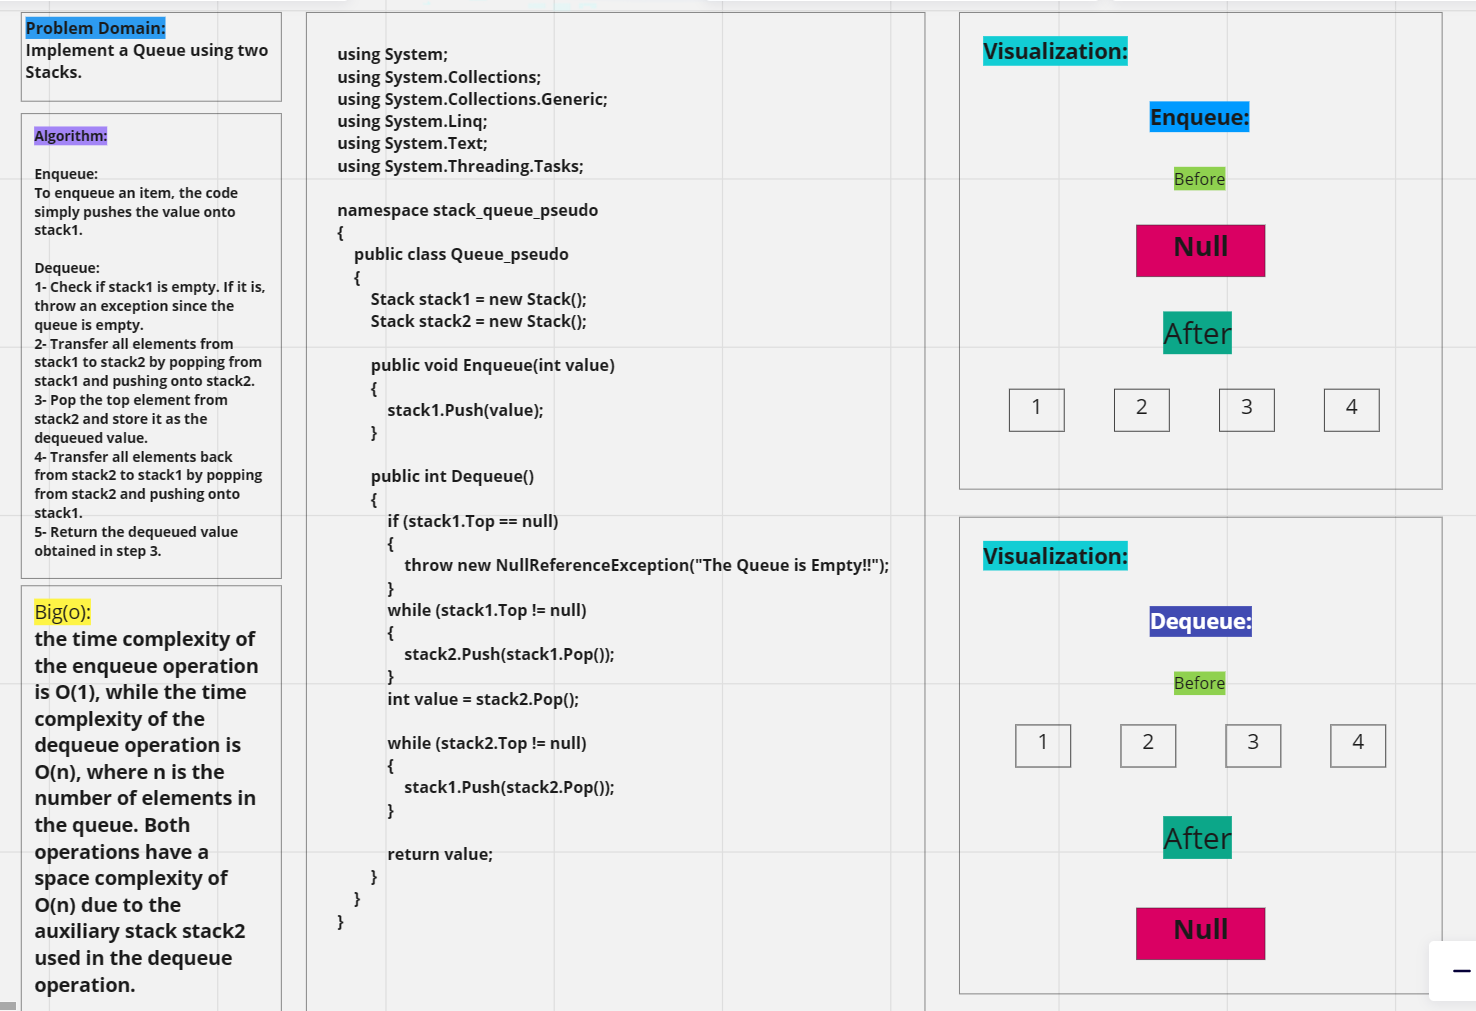 Problem Domain:
Implement a Queue using two
Stacks.
Algorithm:
Enqueue:
To enqueue an item, the code
simply pushes the value onto
stack1.
Dequeue:
1- Check if stack1 is empty. If it is,
throw an exception since the
queue is empty.
2- Transfer all elements from
stack1 to stack2 by popping from
stack1 and pushing onto stack2.
3- Pop the top element from
stack2 and store it as the
dequeued value.
4- Transfer all elements back
from stack2 to stack1 by popping
from stack2 and pushing onto
stack1.
5- Return the dequeued value
obtained in step 3.
Big(o):
the time complexity of
the enqueue operation
is O(1), while the time
complexity of the
dequeue operation is
O(n), where n is the
number of elements in
the queue. Both
operations have a
space complexity of
O(n) due to the
auxiliary stack stack2
used in the dequeue
operation.
using System;
using System.Collections;
using System.Collections.Generic;
using System.Linq;
using System.Text;
using System.Threading.Tasks;
namespace stack_queue_pseudo
{
public class Queue_pseudo
{
Stack stack1 = new Stack();
Stack stack2 = new Stack();
public void Enqueue(int value)
{
stack1.Push(value);
}
public int Dequeue()
{
if (stack1.Top == null)
{
throw new NullReferenceException("The Queue is Empty!!");
}
while (stack1.Top != null)
{
stack2.Push(stack1.Pop());
}
int value = stack2.Pop();
while (stack2.Top != null)
{
stack1.Push(stack2.Pop());
}
return value;
}
}
}
Visualization:
Enqueue:
Before
Null
After
1 2 3 4
Visualization:
Dequeue:
Before
1 2 3 4
After
Null